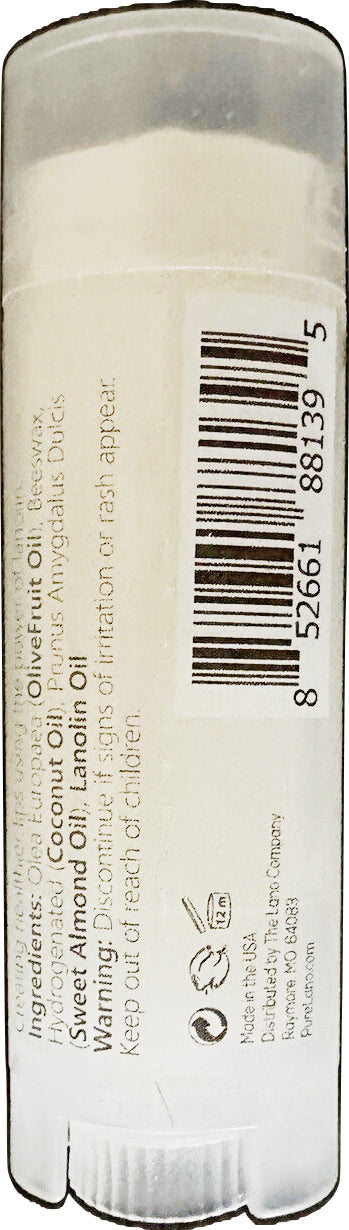 creating healthier lips using the power of lanolin.
Ingredients: Olea Europaea (OliveFruit Oil), Beeswax,
Hydrogenated (Coconut Oil), Prunus Amygdalus Dulcis
(Sweet Almond Oil), Lanolin Oil
Warning: Discontinue if signs of irritation or rash appear.
Keep out of reach of children.
8 52661 88139 5
12 m
Made in the USA
Distributed by The Lano Company
Raymore MO 64083
PureLano.com